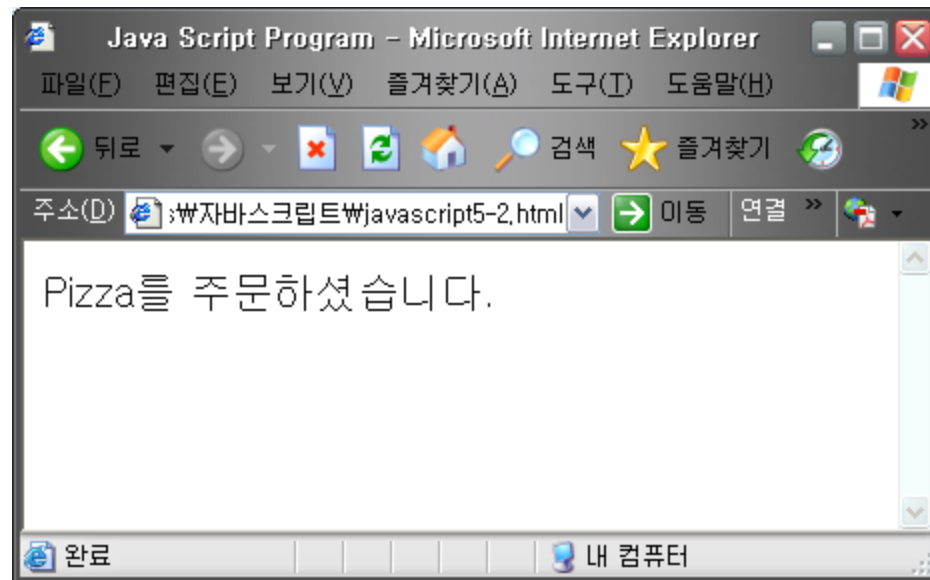 Java Script Program - Microsoft Internet Explorer
파일(F) 편집(E) 보기(V) 즐겨찾기(A) 도구(T) 도움말(H)
뒤로 검색 즐겨찾기 »
주소(D) ;₩자바스크립트₩javascript5-2.html 이동 연결 »
Pizza를 주문하셨습니다.
완료 내 컴퓨터